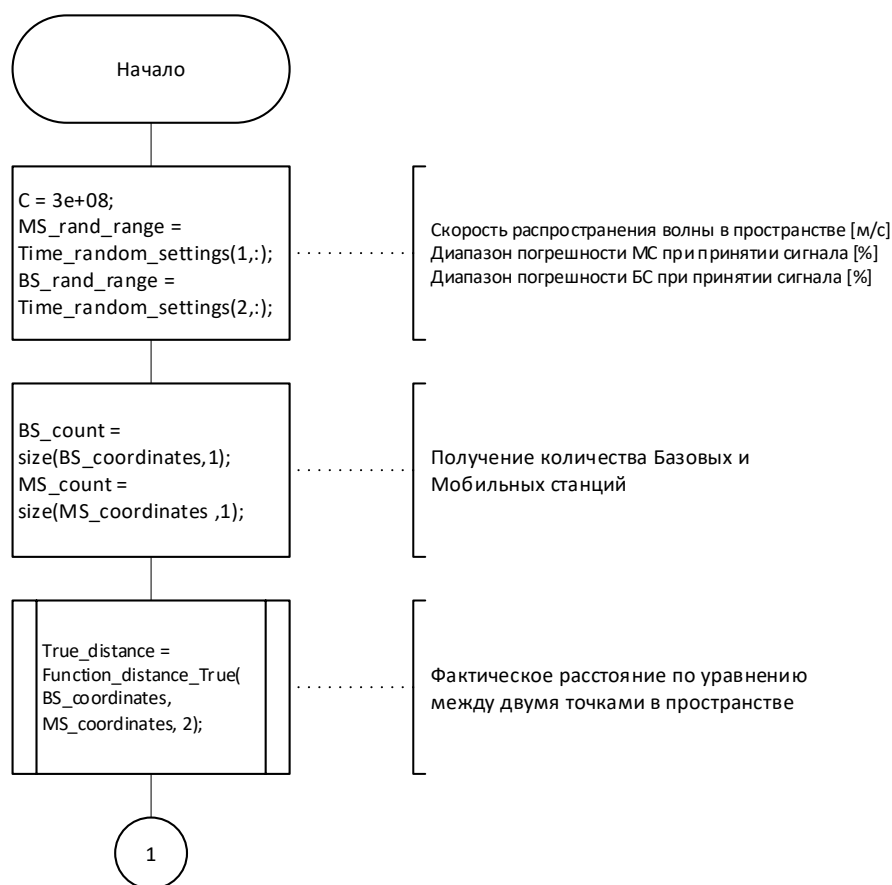 Начало
C = 3e+08;
MS_rand_range =
Time_random_settings(1,:);
BS_rand_range =
Time_random_settings(2,:);
Скорость распространения волны в пространстве [м/с]
Диапазон погрешности МС при принятии сигнала [%]
Диапазон погрешности БС при принятии сигнала [%]
BS_count =
size(BS_coordinates,1);
MS_count =
size(MS_coordinates ,1);
Получение количества Базовых и
Мобильных станций
True_distance =
Function_distance_True(
BS_coordinates,
MS_coordinates, 2);
Фактическое расстояние по уравнению
между двумя точками в пространстве
1